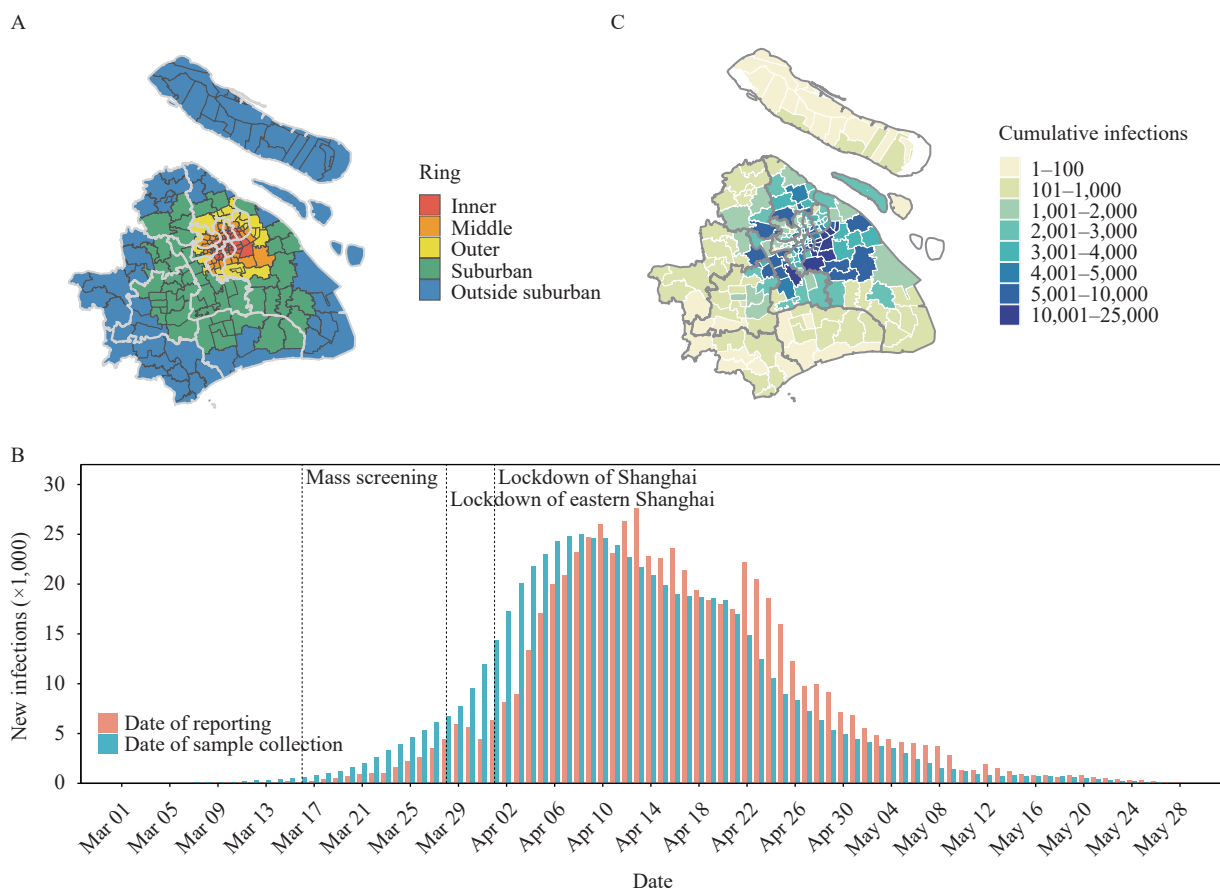 A
Ring
Inner
Middle
Outer
Suburban
Outside suburban
C
Cumulative infections
1–100
101–1,000
1,001–2,000
2,001–3,000
3,001–4,000
4,001–5,000
5,001–10,000
10,001–25,000
B
New infections (×1,000)
30
25
20
15
10
5
0
Mass screening
Lockdown of Shanghai
Lockdown of eastern Shanghai
Date of reporting
Date of sample collection
Mar 01
Mar 05
Mar 09
Mar 13
Mar 17
Mar 21
Mar 25
Mar 29
Apr 02
Apr 06
Apr 10
Apr 14
Apr 18
Apr 22
Apr 26
Apr 30
May 04
May 08
May 12
May 16
May 20
May 24
May 28
Date